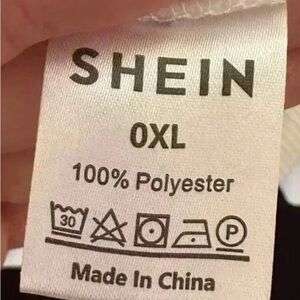 SHEIN
0XL
100% Polyester
30 P
Made In China